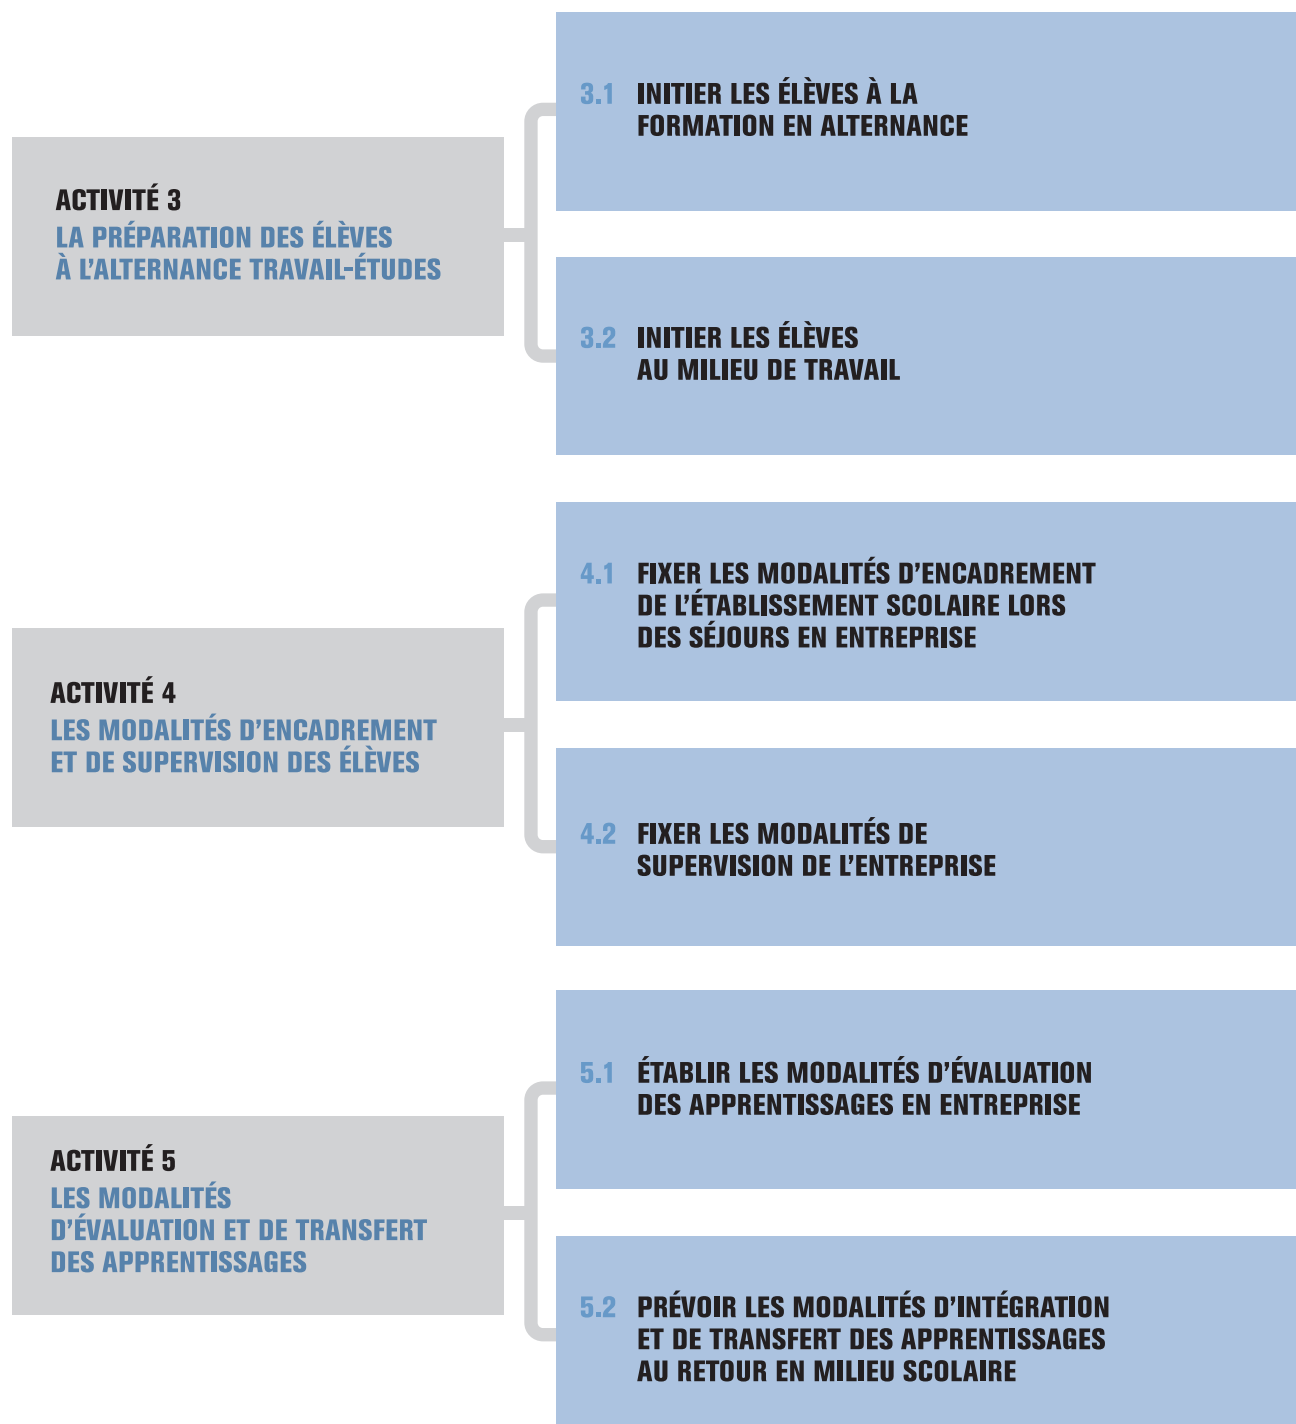 ACTIVITÉ 3
LA PRÉPARATION DES ÉLÈVES
À L’ALTERNANCE TRAVAIL-ÉTUDES
3.1 INITIER LES ÉLÈVES À LA
FORMATION EN ALTERNANCE
3.2 INITIER LES ÉLÈVES
AU MILIEU DE TRAVAIL
ACTIVITÉ 4
LES MODALITÉS D’ENCADREMENT
ET DE SUPERVISION DES ÉLÈVES
4.1 FIXER LES MODALITÉS D’ENCADREMENT
DE L’ÉTABLISSEMENT SCOLAIRE LORS
DES SÉJOURS EN ENTREPRISE
4.2 FIXER LES MODALITÉS DE
SUPERVISION DE L’ENTREPRISE
ACTIVITÉ 5
LES MODALITÉS
D’ÉVALUATION ET DE TRANSFERT
DES APPRENTISSAGES
5.1 ÉTABLIR LES MODALITÉS D’ÉVALUATION
DES APPRENTISSAGES EN ENTREPRISE
5.2 PRÉVOIR LES MODALITÉS D’INTÉGRATION
ET DE TRANSFERT DES APPRENTISSAGES
AU RETOUR EN MILIEU SCOLAIRE